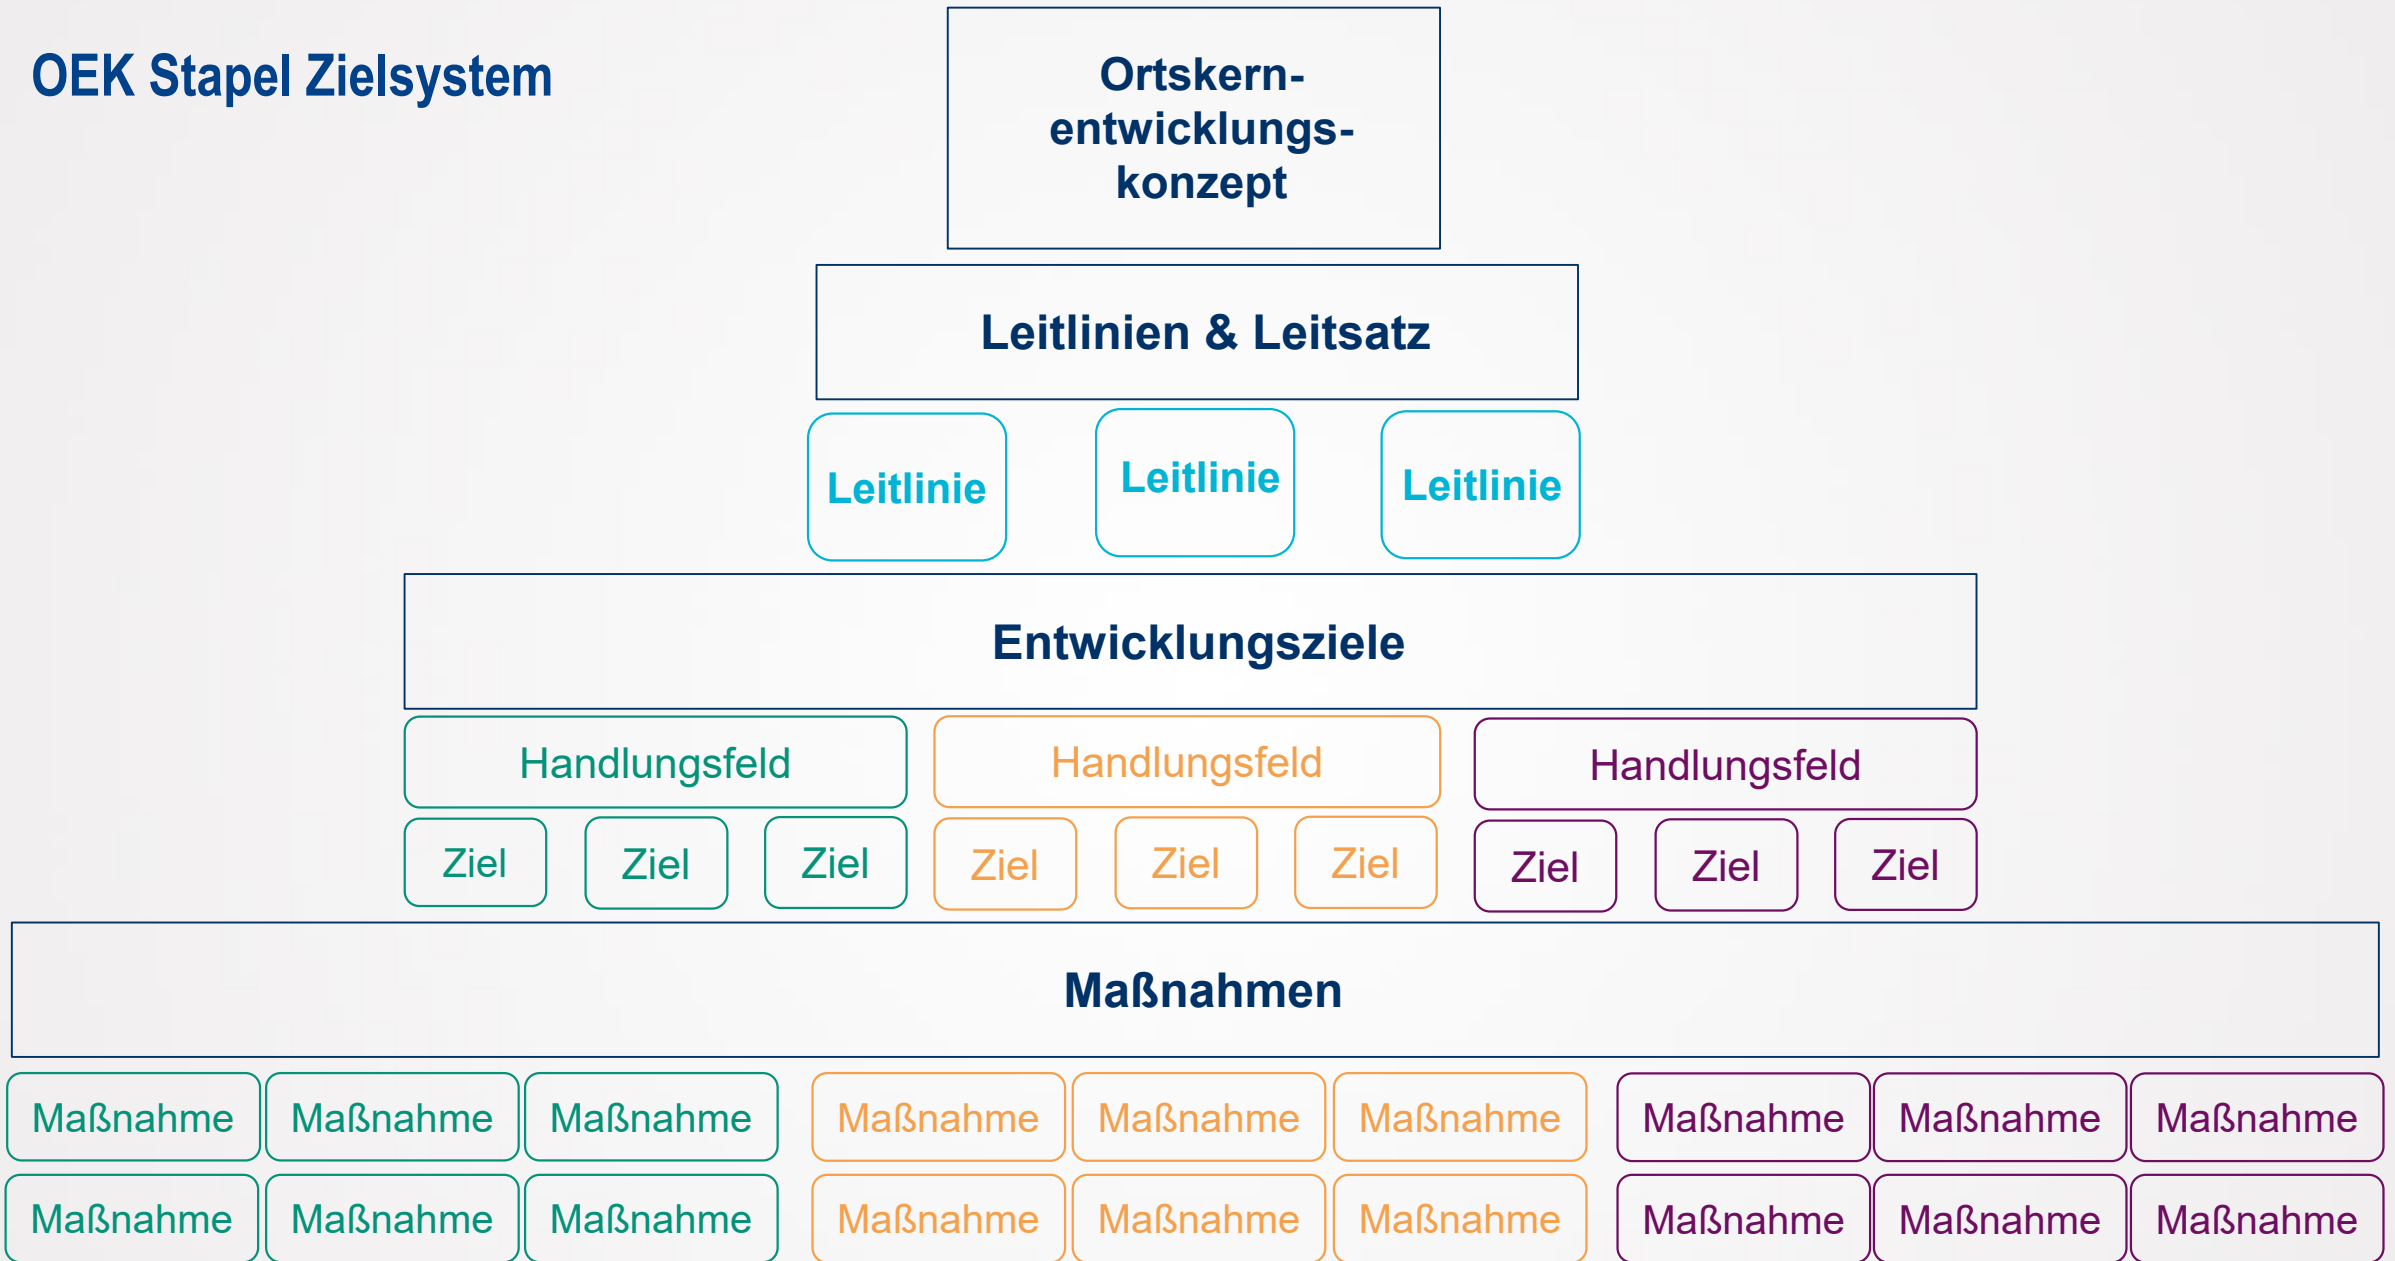 OEK Stapel Zielsystem
Ortskern-
entwicklungs-
konzept
Leitlinien & Leitsatz
Leitlinie Leitlinie Leitlinie
Entwicklungsziele
Handlungsfeld Handlungsfeld Handlungsfeld
Ziel Ziel Ziel Ziel Ziel Ziel Ziel Ziel Ziel
Maßnahmen
Maßnahme Maßnahme Maßnahme Maßnahme Maßnahme Maßnahme Maßnahme Maßnahme Maßnahme
Maßnahme Maßnahme Maßnahme Maßnahme Maßnahme Maßnahme Maßnahme Maßnahme Maßnahme